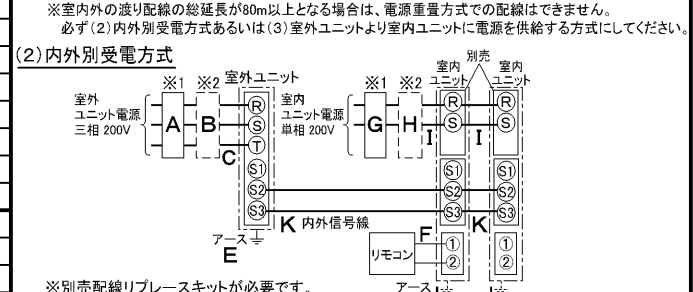 ※室内外の渡り配線の総延長が80m以上となる場合は、電源重畳方式での配線はできません。
必ず(2)内外別受電方式あるいは(3)室外ユニットより室内ユニットに電源を供給する方式にしてください。
(2)内外別受電方式
※1 ※2 室外ユニット
室外
ユニット電源
三相 200V
A B C
R
S
T
S1
S2
S3
アース
E
※1 ※2
室内
ユニット電源
単相 200V
G H
室内
ユニット
別売
室内
ユニット
R
S
I
S1
S2
S3
R
S
I
S1
S2
S3
K 内外信号線
K
リモコン
F
①
②
①
②
アース
※別売配線リプレースキットが必要です。